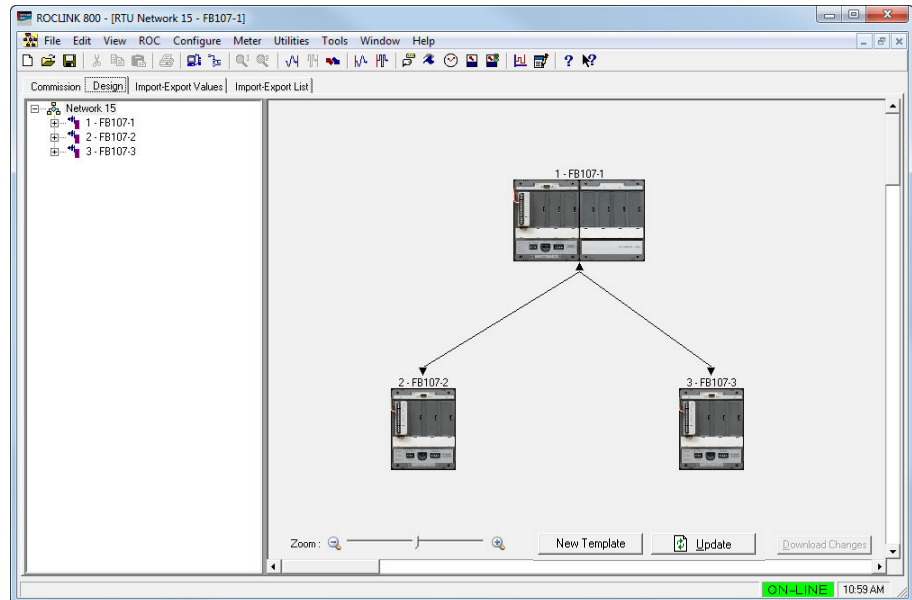 ROCLINK 800 - [RTU Network 15 - FB107-1]
File Edit View ROC Configure Meter Utilities Tools Window Help
Commission Design Import-Export Values Import-Export List
Network 15
1 - FB107-1
2 - FB107-2
3 - FB107-3
1 - FB107-1
2 - FB107-2
3 - FB107-3
Zoom:
New Template
Update
Download Changes
ON-LINE 10:59 AM